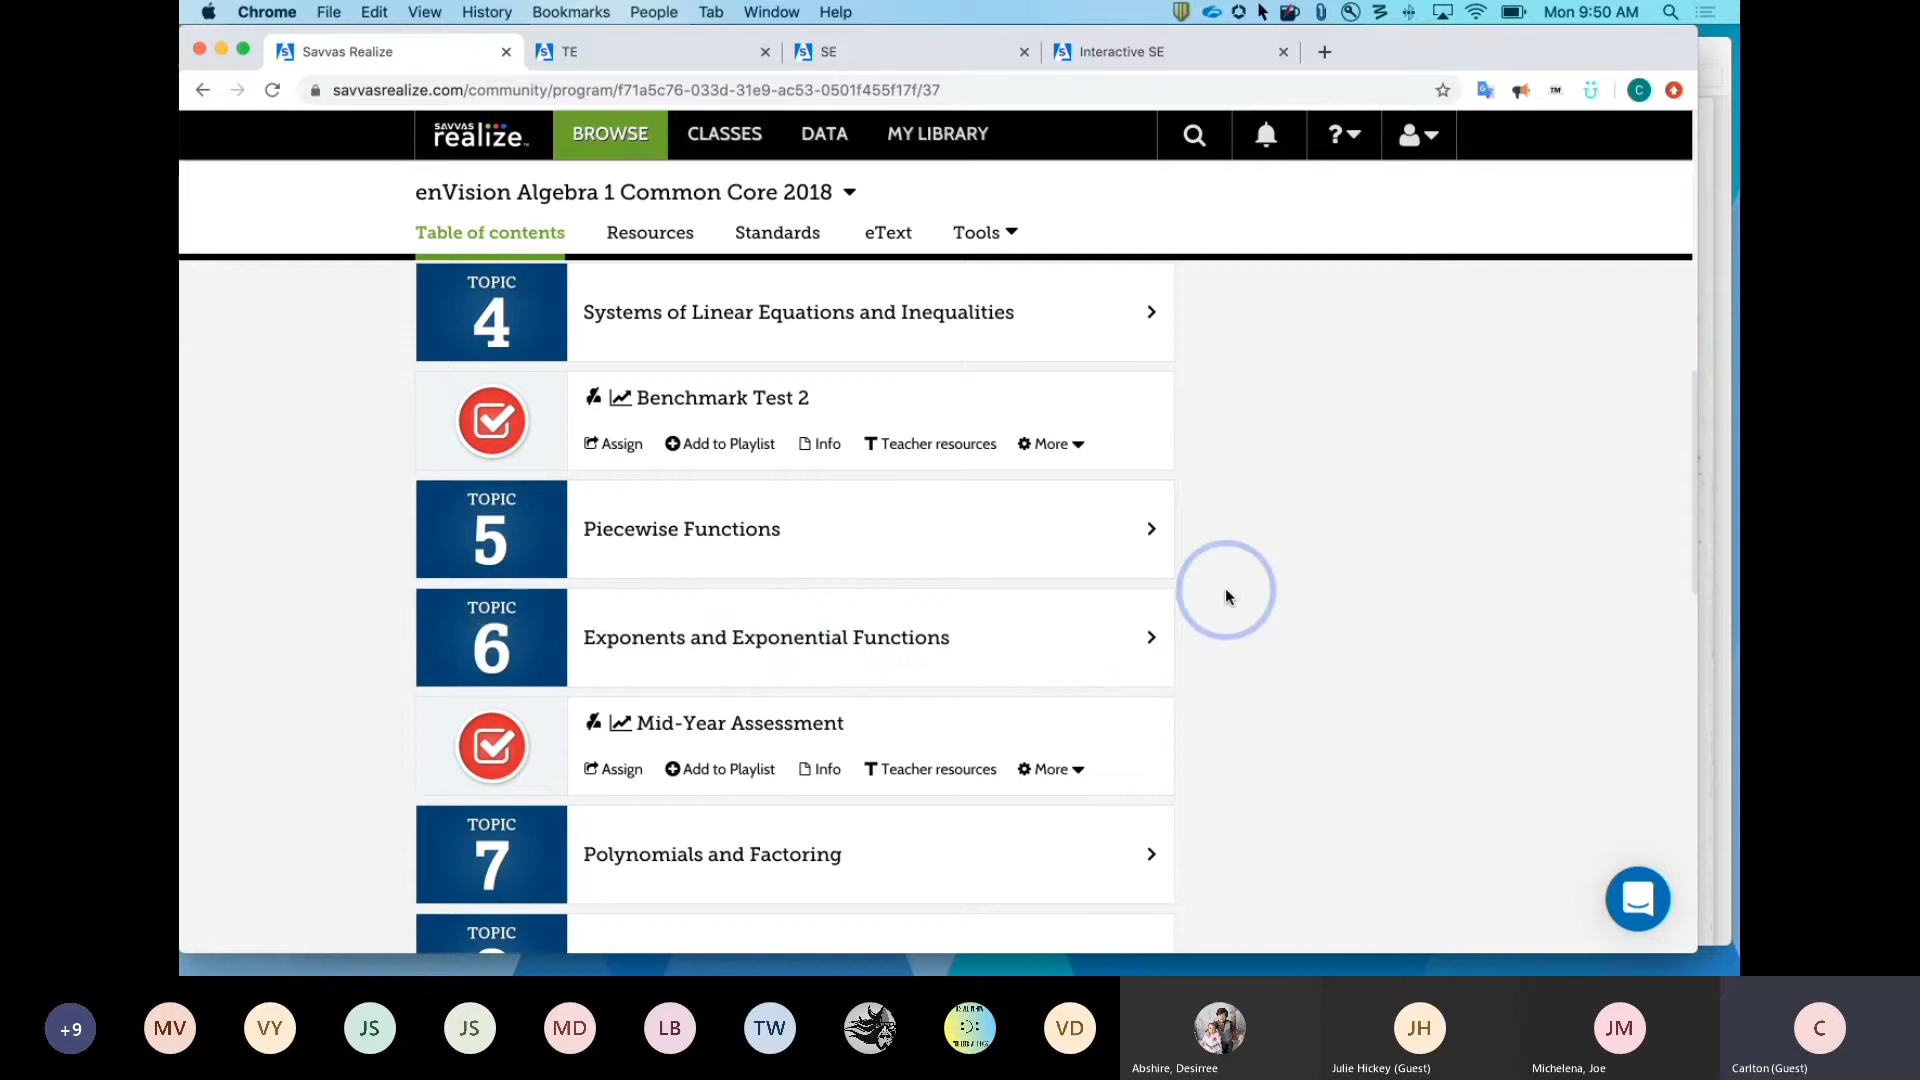 Chrome File Edit View History Bookmarks People Tab Window Help Mon 9:50 AM
Savvas Realize TE SE Interactive SE
savvasrealize.com/community/program/f71a5c76-033d-31e9-ac53-0501f455f17f/37 TM C
SAVVAS
realize BROWSE CLASSES DATA MY LIBRARY ?
enVision Algebra 1 Common Core 2018
Table of contents Resources Standards eText Tools
TOPIC
4
Systems of Linear Equations and Inequalities
Benchmark Test 2
Assign Add to Playlist Info Teacher resources More
TOPIC
5
Piecewise Functions
TOPIC
6
Exponents and Exponential Functions
Mid-Year Assessment
Assign Add to Playlist Info Teacher resources More
TOPIC
7
Polynomials and Factoring
TOPIC
+9 MV VY JS JS MD LB TW VD JH JM C
Abshire, Desirree Julie Hickey (Guest) Michelena, Joe Carlton (Guest)